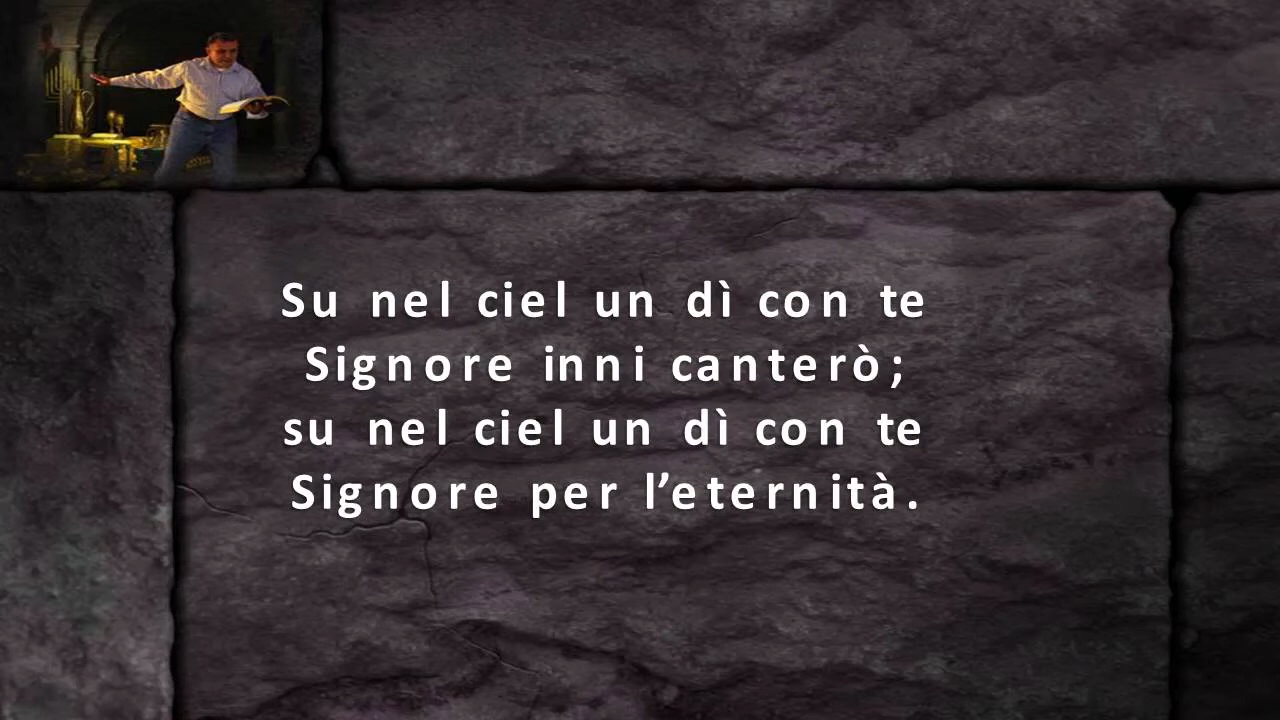 Su nel ciel un dì con te
Signore inni canterò;
su nel ciel un dì con te
Signore per l’eternità.